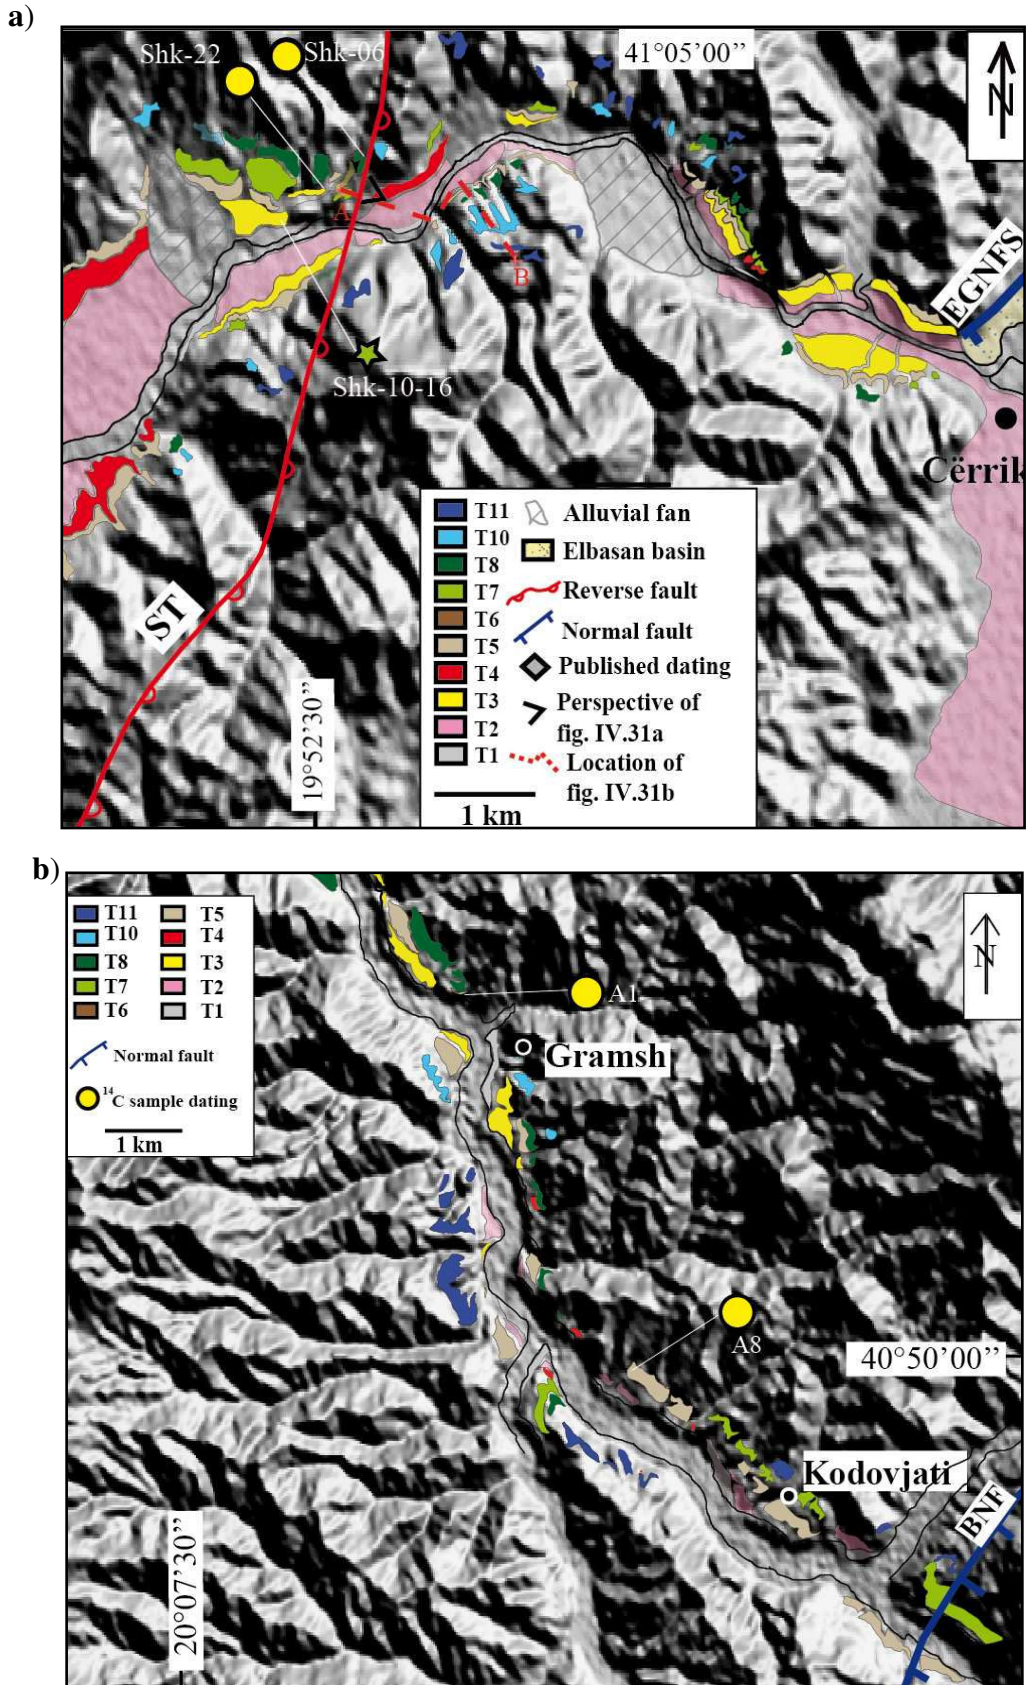 a)
Shk-22
Shk-06
41°05'00''
N
A
B
EGNFS
Shk-10-16
Cërrik
ST
19°52'30''
T11
T10
T8
T7
T6
T5
T4
T3
T2
T1
Alluvial fan
Elbasan basin
Reverse fault
Normal fault
Published dating
Perspective of
fig. IV.31a
Location of
fig. IV.31b
1 km
b)
T11 T5
T10 T4
T8 T3
T7 T2
T6 T1
Normal fault
14C sample dating
1 km
N
A1
Gramsh
A8
40°50'00''
Kodovjati
BNF
20°07'30''